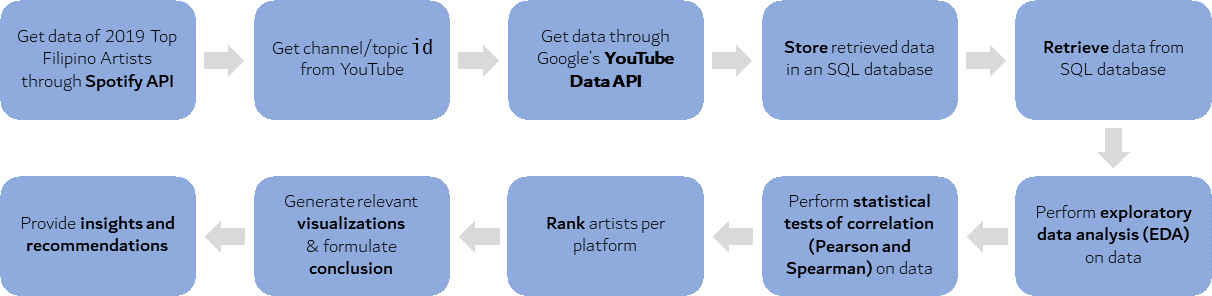 Get data of 2019 Top
Filipino Artists
through Spotify API
Get channel/topic id
from YouTube
Get data through
Google's YouTube
Data API
Store retrieved data
in an SQL database
Retrieve data from
SQL database
Perform exploratory
data analysis (EDA)
on data
Perform statistical
tests of correlation
(Pearson and
Spearman) on data
Rank artists per
platform
Generate relevant
visualizations
& formulate
conclusion
Provide insights and
recommendations